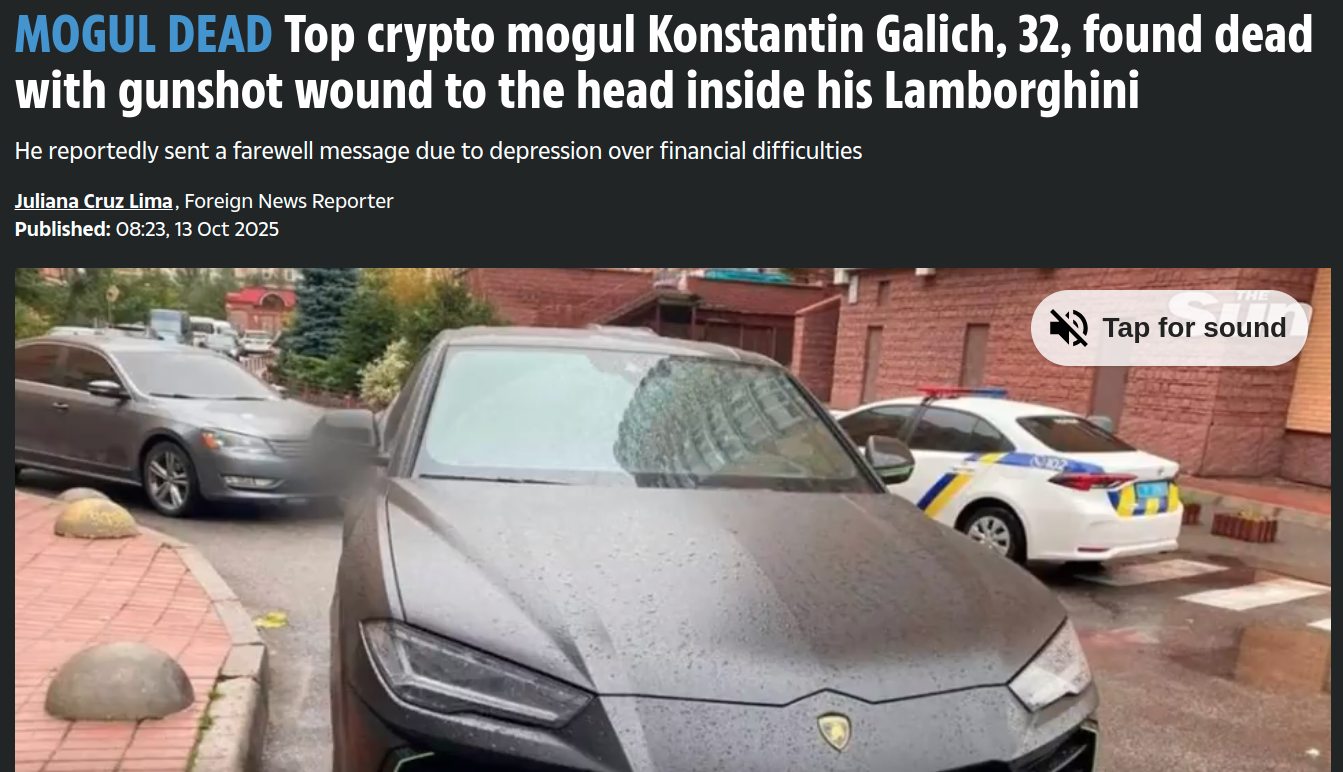 MOGUL DEAD Top crypto mogul Konstantin Galich, 32, found dead
with gunshot wound to the head inside his Lamborghini
He reportedly sent a farewell message due to depression over financial difficulties
Juliana Cruz Lima, Foreign News Reporter
Published: 08:23, 13 Oct 2025
THE
Sun
Tap for sound